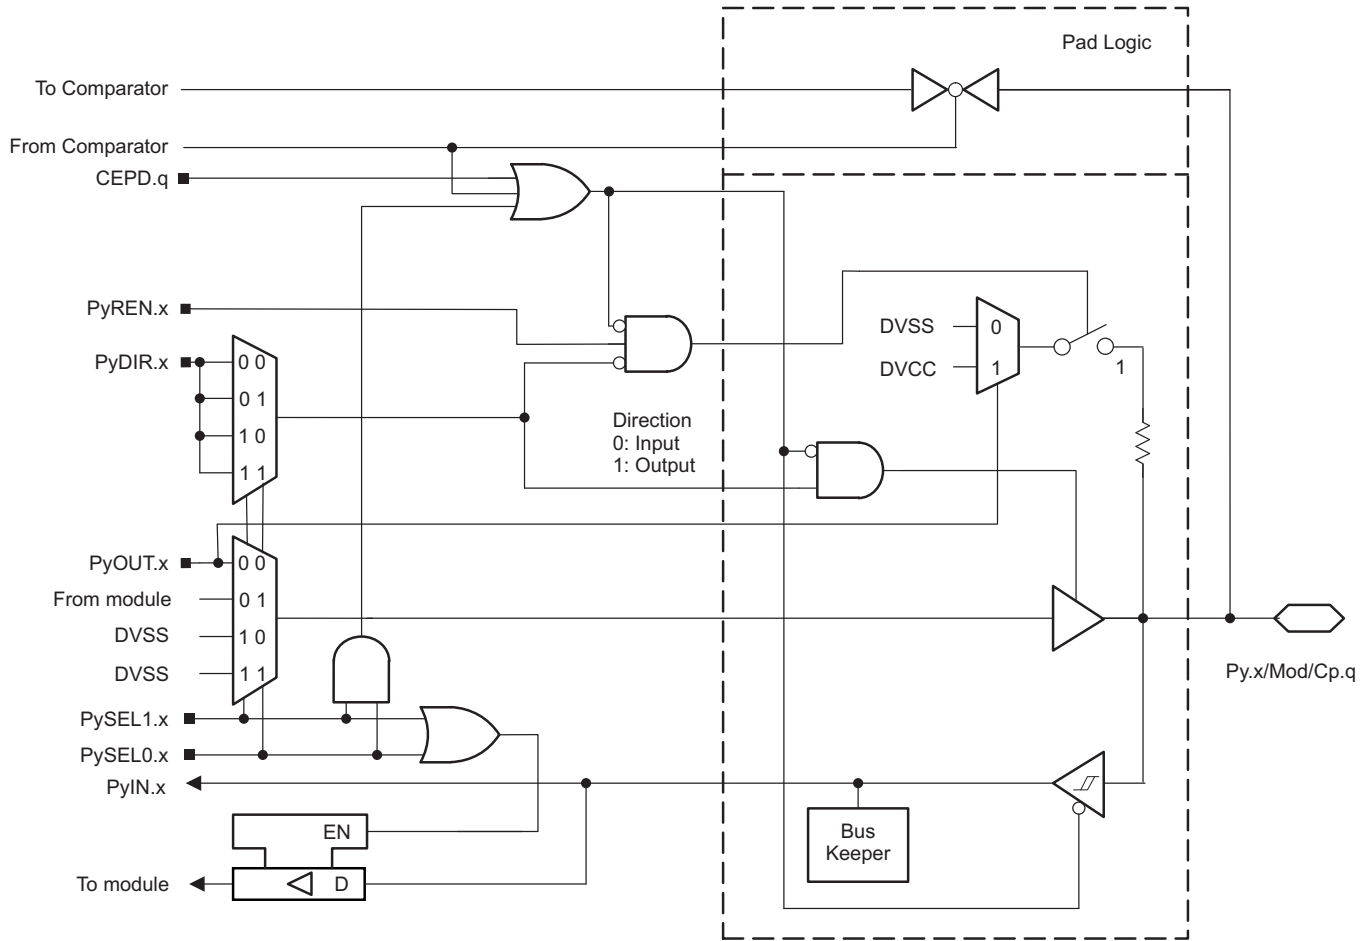 Pad Logic
To Comparator
From Comparator
CEPD.q
PyREN.x
PyDIR.x
0 0
0 1
1 0
1 1
DVSS
0
DVCC
1
1
Direction
0: Input
1: Output
PyOUT.x
0 0
From module
0 1
DVSS
1 0
DVSS
1 1
Py.x/Mod/Cp.q
PySEL1.x
PySEL0.x
PyIN.x
EN
Bus
Keeper
To module
D